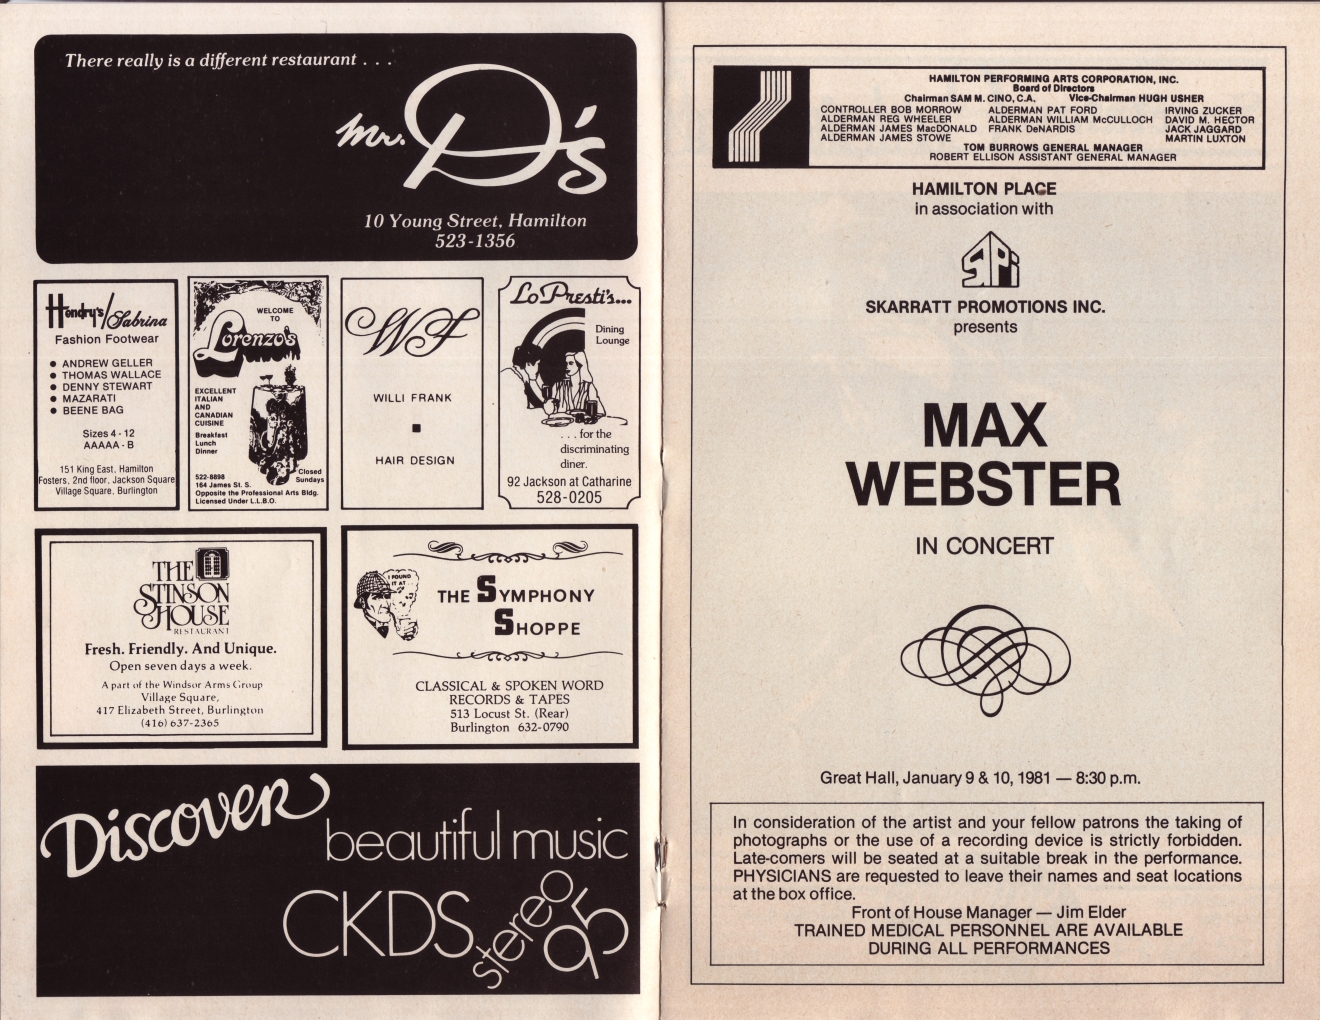 There really is a different restaurant . . .
Mr. D's
10 Young Street, Hamilton
523-1356
Hendry's/Sabrina
Fashion Footwear
● ANDREW GELLER
● THOMAS WALLACE
● DENNY STEWART
● MAZARATI
● BEENE BAG
Sizes 4 - 12
AAAAA - B
151 King East, Hamilton
Fosters, 2nd floor, Jackson Square
Village Square, Burlington
WELCOME
TO
Lorenzo's
EXCELLENT
ITALIAN
AND
CANADIAN
CUISINE
Breakfast
Lunch
Dinner
Closed
Sundays
522-8898
164 James St. S.
Opposite the Professional Arts Bldg.
Licensed Under L.L.B.O.
WF
WILLI FRANK
■
HAIR DESIGN
Lo Presti's...
Dining
Lounge
. . . for the
discriminating
diner.
92 Jackson at Catharine
528-0205
THE
STINSON
HOUSE
RESTAURANT
Fresh. Friendly. And Unique.
Open seven days a week.
A part of the Windsor Arms Group
Village Square,
417 Elizabeth Street, Burlington
(416) 637-2365
I FOUND
IT AT . .
THE SYMPHONY
SHOPPE
CLASSICAL & SPOKEN WORD
RECORDS & TAPES
513 Locust St. (Rear)
Burlington 632-0790
Discover
beautiful music
CKDS stereo 95
HAMILTON PERFORMING ARTS CORPORATION, INC.
Board of Directors
Chairman SAM M. CINO, C.A. Vice-Chairman HUGH USHER
CONTROLLER BOB MORROW ALDERMAN PAT FORD IRVING ZUCKER
ALDERMAN REG WHEELER ALDERMAN WILLIAM McCULLOCH DAVID M. HECTOR
ALDERMAN JAMES MacDONALD FRANK DeNARDIS JACK JAGGARD
ALDERMAN JAMES STOWE MARTIN LUXTON
TOM BURROWS GENERAL MANAGER
ROBERT ELLISON ASSISTANT GENERAL MANAGER
HAMILTON PLACE
in association with
SPi
SKARRATT PROMOTIONS INC.
presents
MAX
WEBSTER
IN CONCERT
Great Hall, January 9 & 10, 1981 — 8:30 p.m.
In consideration of the artist and your fellow patrons the taking of
photographs or the use of a recording device is strictly forbidden.
Late-comers will be seated at a suitable break in the performance.
PHYSICIANS are requested to leave their names and seat locations
at the box office.
Front of House Manager — Jim Elder
TRAINED MEDICAL PERSONNEL ARE AVAILABLE
DURING ALL PERFORMANCES